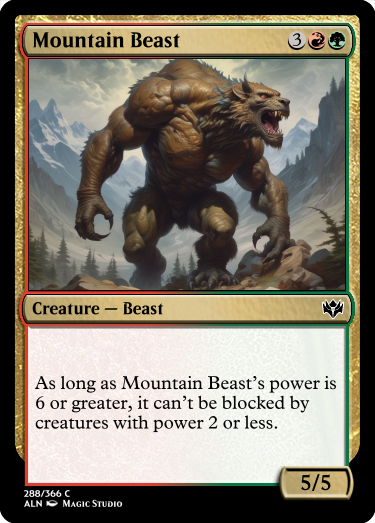 Mountain Beast 3
Creature — Beast
As long as Mountain Beast's power is
6 or greater, it can't be blocked by
creatures with power 2 or less.
5/5
288/366 C
ALN Magic Studio